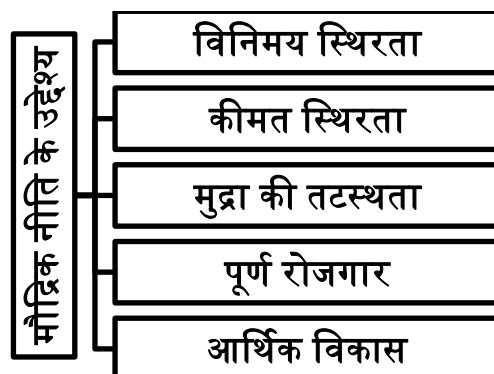 मौद्रिक नीति के उद्देश्य
विनिमय स्थिरता
कीमत स्थिरता
मुद्रा की तटस्थता
पूर्ण रोजगार
आर्थिक विकास